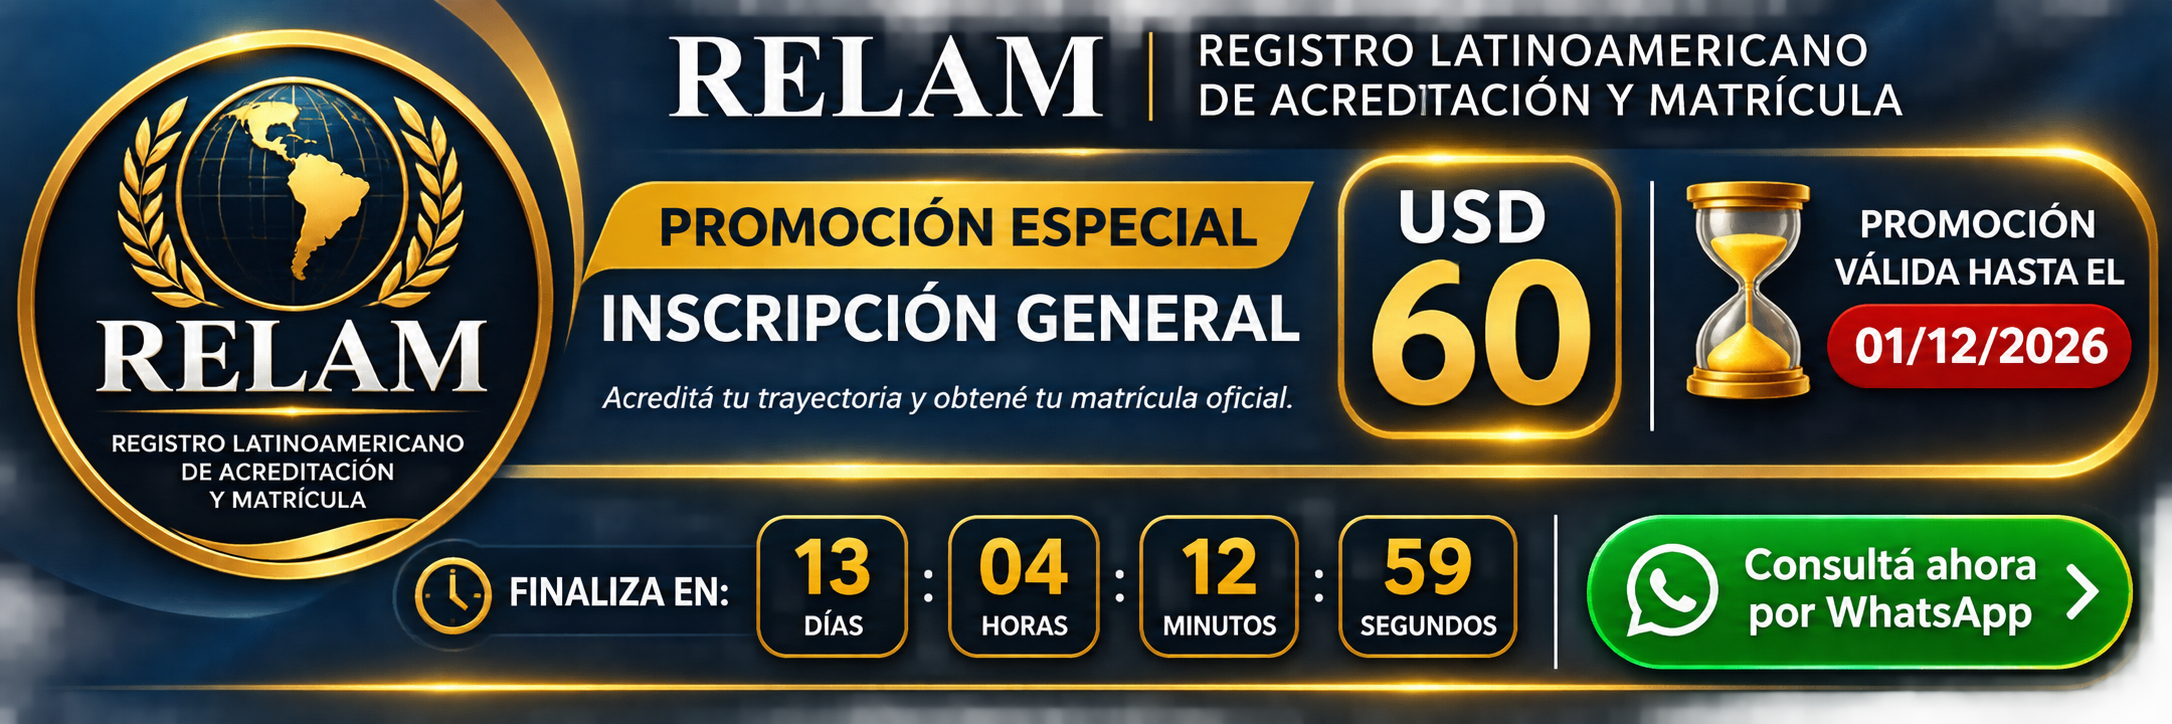 RELAM
REGISTRO LATINOAMERICANO
DE ACREDITACIÓN
Y MATRÍCULA
RELAM
REGISTRO LATINOAMERICANO
DE ACREDITACIÓN Y MATRÍCULA
PROMOCIÓN ESPECIAL
INSCRIPCIÓN GENERAL
Acreditá tu trayectoria y obtené tu matrícula oficial.
USD
60
PROMOCIÓN
VÁLIDA HASTA EL
01/12/2026
FINALIZA EN:
13 : 04 : 12 : 59
DÍAS HORAS MINUTOS SEGUNDOS
Consultá ahora
por WhatsApp